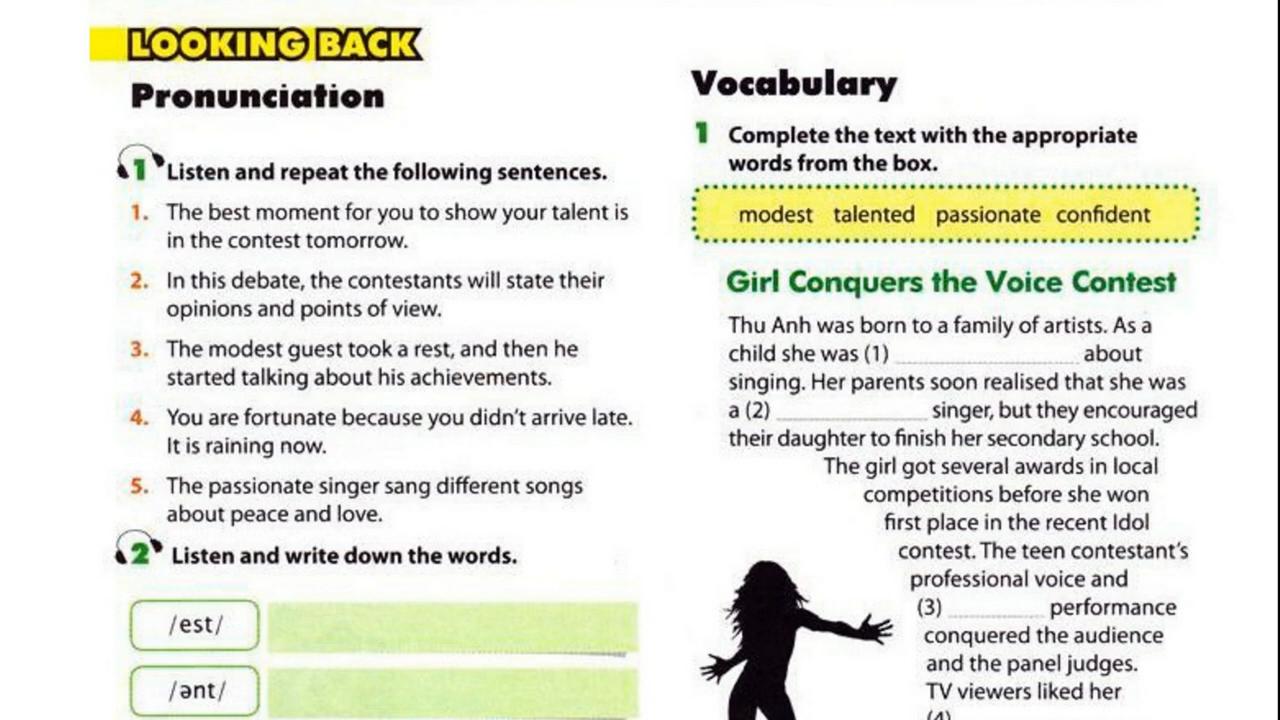 LOOKING BACK
Pronunciation
1 Listen and repeat the following sentences.
1. The best moment for you to show your talent is
in the contest tomorrow.
2. In this debate, the contestants will state their
opinions and points of view.
3. The modest guest took a rest, and then he
started talking about his achievements.
4. You are fortunate because you didn't arrive late.
It is raining now.
5. The passionate singer sang different songs
about peace and love.
2 Listen and write down the words.
/est/
/ənt/
Vocabulary
1 Complete the text with the appropriate
words from the box.
modest talented passionate confident
Girl Conquers the Voice Contest
Thu Anh was born to a family of artists. As a
child she was (1) ____________ about
singing. Her parents soon realised that she was
a (2) ____________ singer, but they encouraged
their daughter to finish her secondary school.
The girl got several awards in local
competitions before she won
first place in the recent Idol
contest. The teen contestant's
professional voice and
(3) ____________ performance
conquered the audience
and the panel judges.
TV viewers liked her
(4)